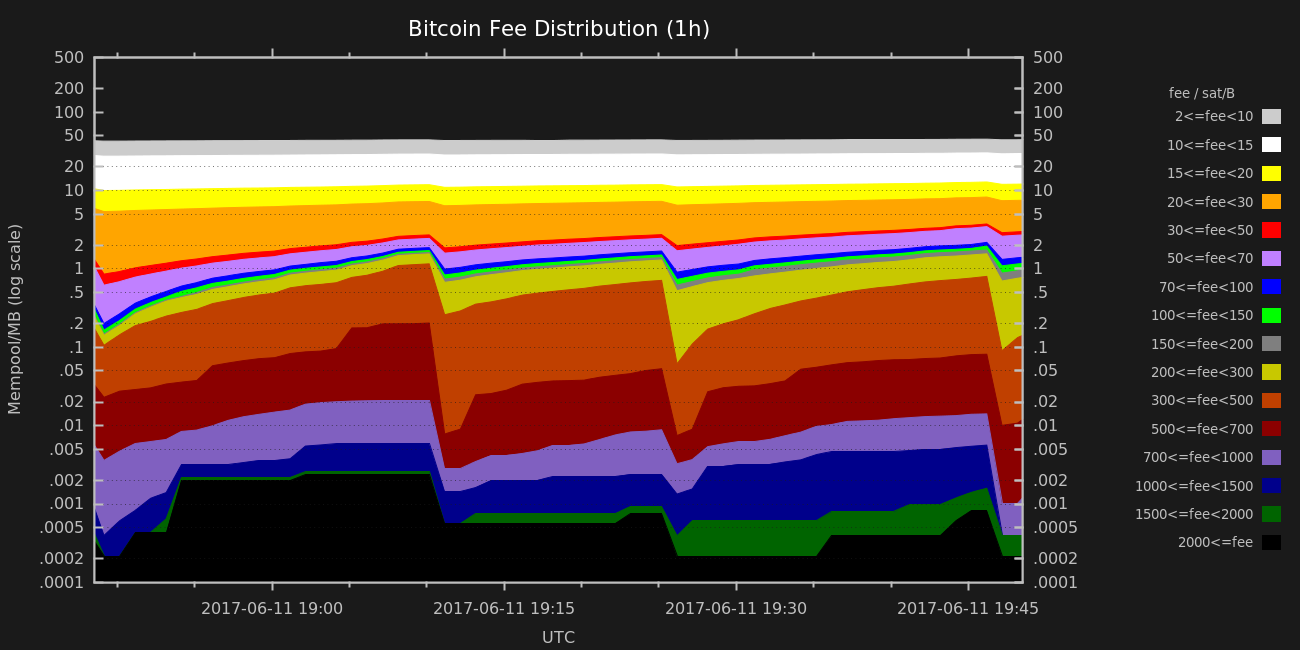 Bitcoin Fee Distribution (1h)
500
200
100
50
20
10
5
2
1
.5
.2
.1
.05
.02
.01
.005
.002
.001
.0005
.0002
.0001
Mempool/MB (log scale)
500
200
100
50
20
10
5
2
1
.5
.2
.1
.05
.02
.01
.005
.002
.001
.0005
.0002
.0001
2017-06-11 19:00 2017-06-11 19:15 2017-06-11 19:30 2017-06-11 19:45
UTC
fee / sat/B
2<=fee<10
10<=fee<15
15<=fee<20
20<=fee<30
30<=fee<50
50<=fee<70
70<=fee<100
100<=fee<150
150<=fee<200
200<=fee<300
300<=fee<500
500<=fee<700
700<=fee<1000
1000<=fee<1500
1500<=fee<2000
2000<=fee